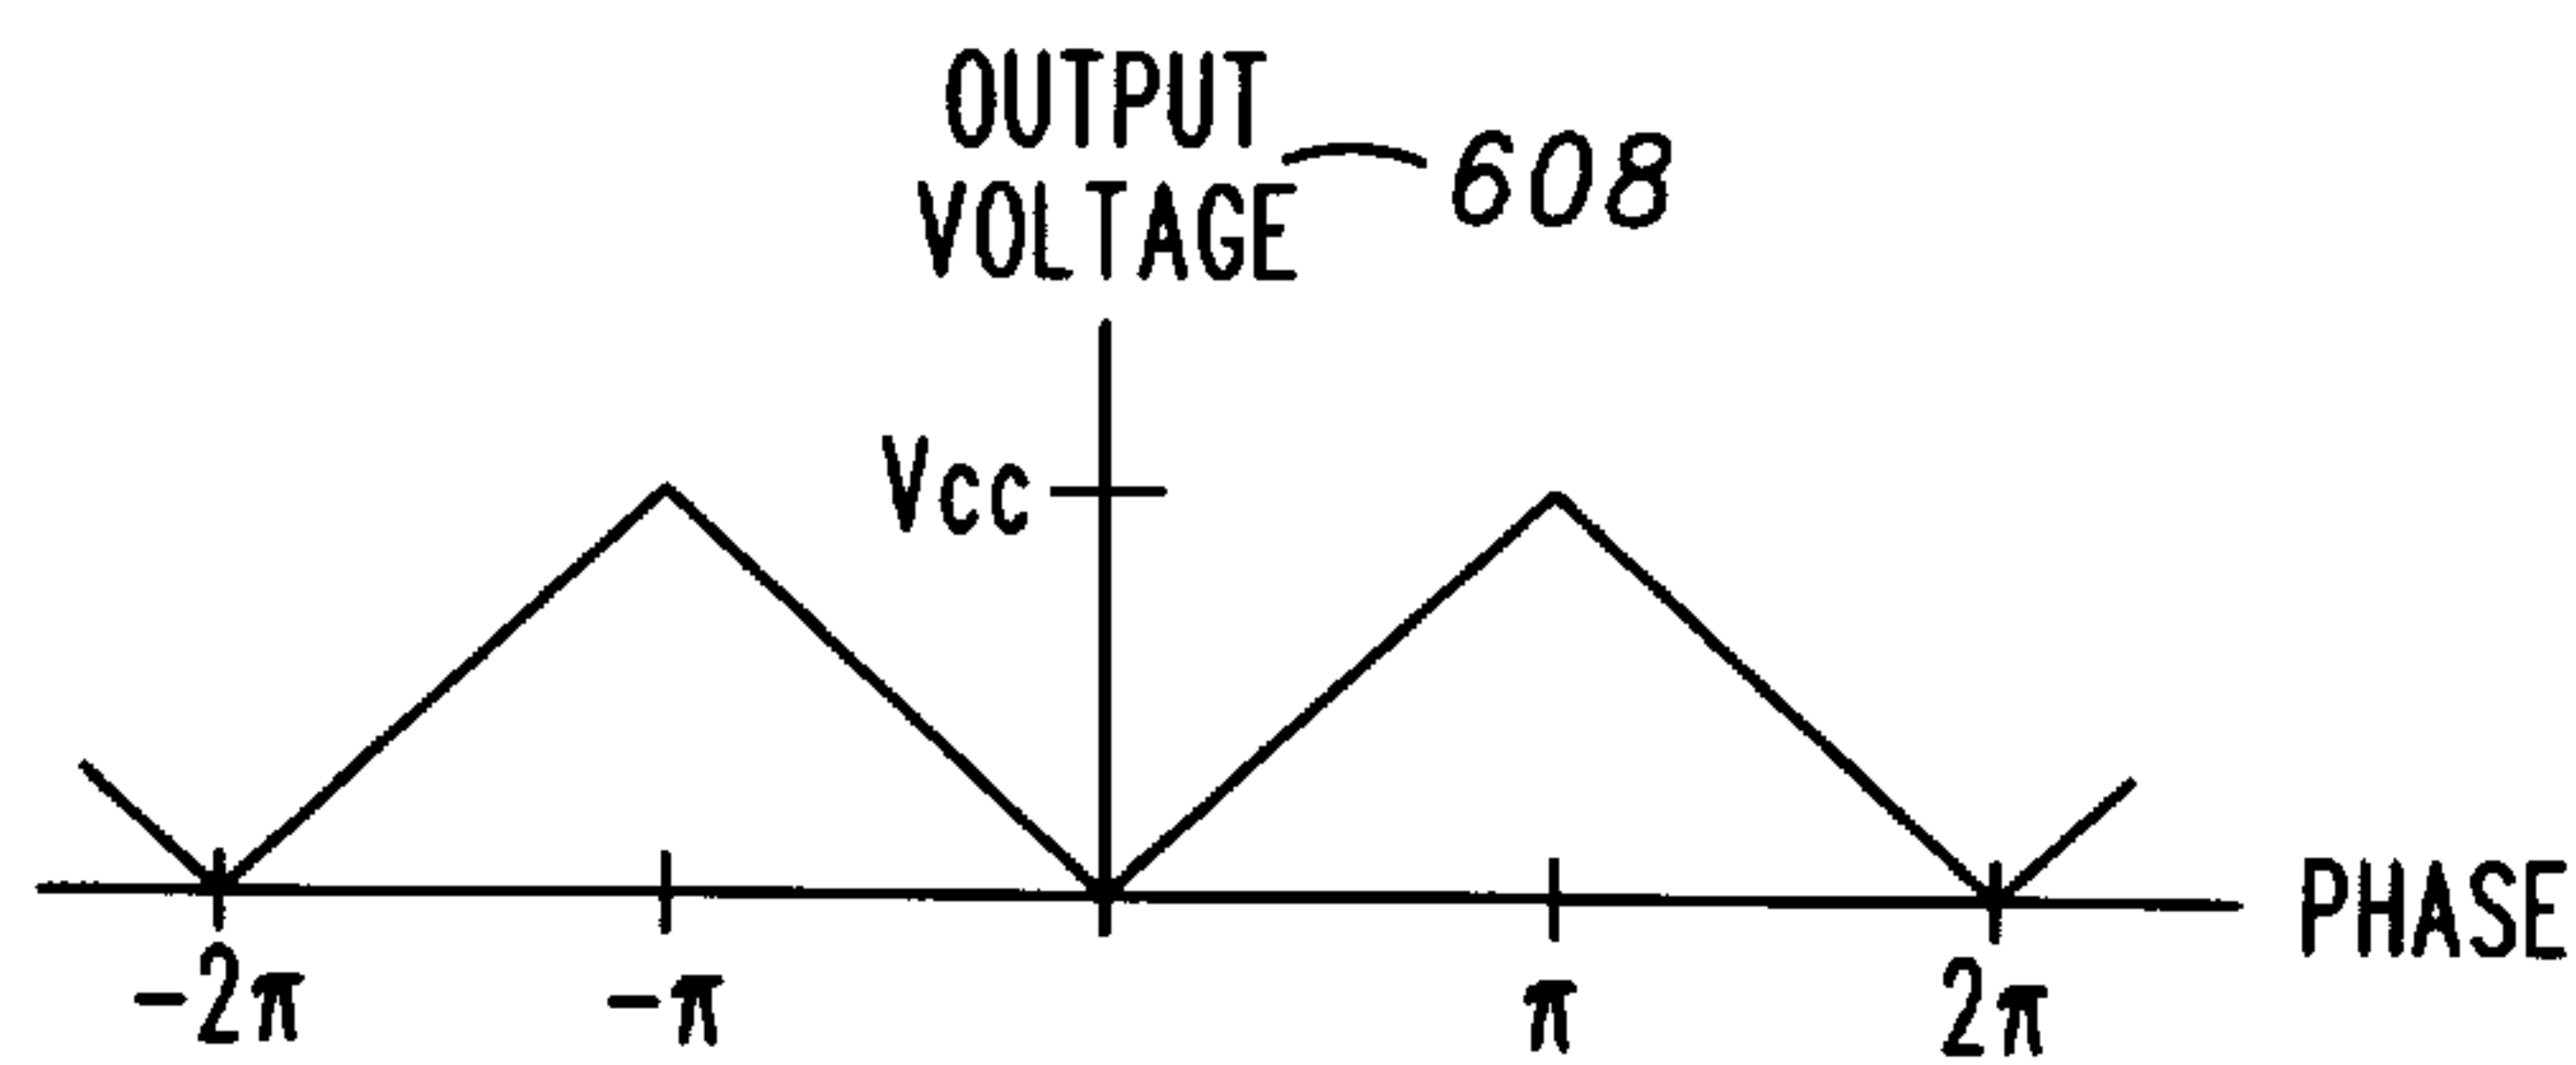 OUTPUT
VOLTAGE 608
Vcc
-2π -π π 2π PHASE